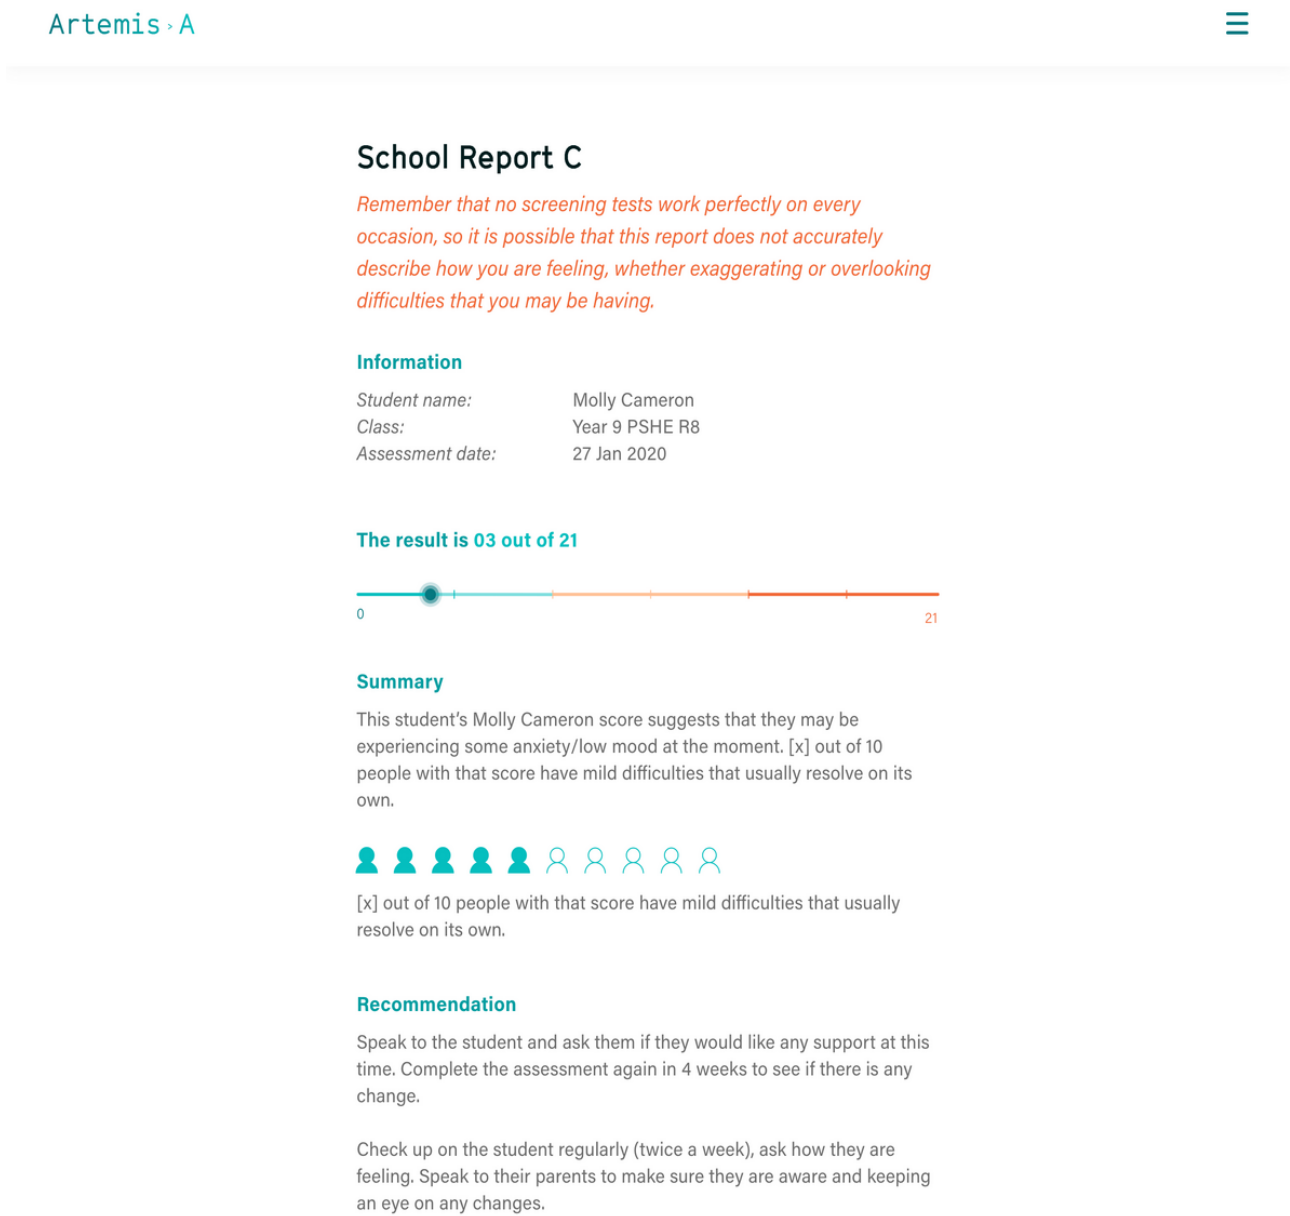 Artemis > A
School Report C
Remember that no screening tests work perfectly on every
occasion, so it is possible that this report does not accurately
describe how you are feeling, whether exaggerating or overlooking
difficulties that you may be having.
Information
Student name: Molly Cameron
Class: Year 9 PSHE R8
Assessment date: 27 Jan 2020
The result is 03 out of 21
0
21
Summary
This student’s Molly Cameron score suggests that they may be
experiencing some anxiety/low mood at the moment. [x] out of 10
people with that score have mild difficulties that usually resolve on its
own.
[x] out of 10 people with that score have mild difficulties that usually
resolve on its own.
Recommendation
Speak to the student and ask them if they would like any support at this
time. Complete the assessment again in 4 weeks to see if there is any
change.
Check up on the student regularly (twice a week), ask how they are
feeling. Speak to their parents to make sure they are aware and keeping
an eye on any changes.